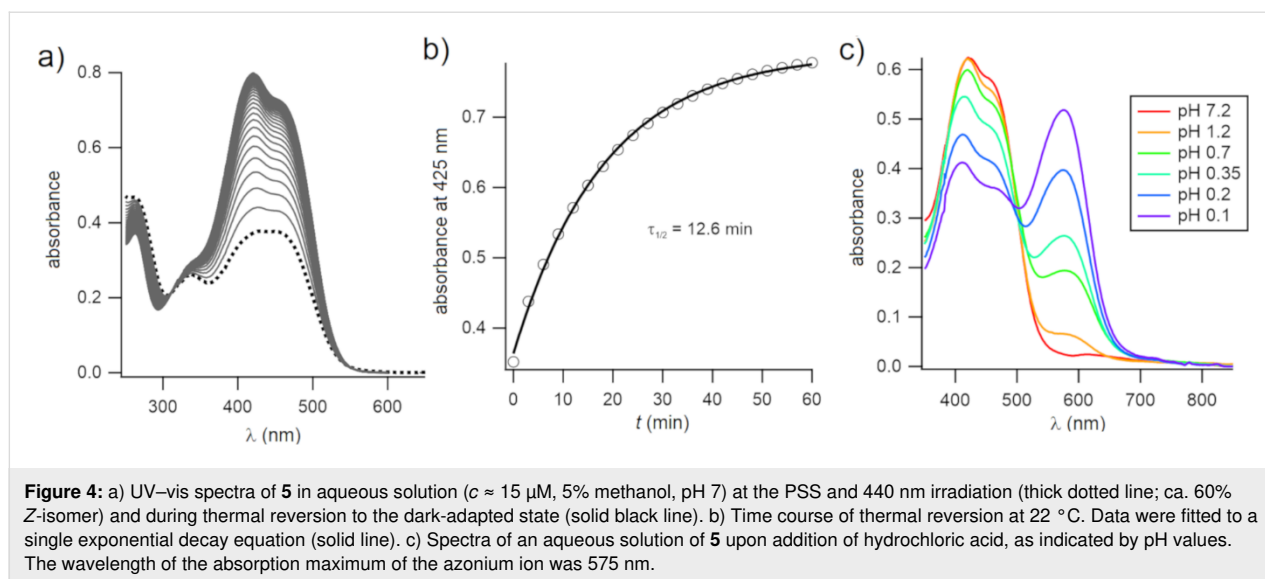 a)
0.8
0.6
0.4
0.2
0.0
absorbance
300
400
500
600
λ (nm)
b)
0.7
0.6
0.5
0.4
absorbance at 425 nm
τ1/2 = 12.6 min
0
10
20
30
40
50
60
t (min)
c)
0.6
0.5
0.4
0.3
0.2
0.1
0.0
absorbance
pH 7.2
pH 1.2
pH 0.7
pH 0.35
pH 0.2
pH 0.1
400
500
600
700
800
λ (nm)
Figure 4: a) UV–vis spectra of 5 in aqueous solution (c ≈ 15 μM, 5% methanol, pH 7) at the PSS and 440 nm irradiation (thick dotted line; ca. 60%
Z-isomer) and during thermal reversion to the dark-adapted state (solid black line). b) Time course of thermal reversion at 22 °C. Data were fitted to a
single exponential decay equation (solid line). c) Spectra of an aqueous solution of 5 upon addition of hydrochloric acid, as indicated by pH values.
The wavelength of the absorption maximum of the azonium ion was 575 nm.